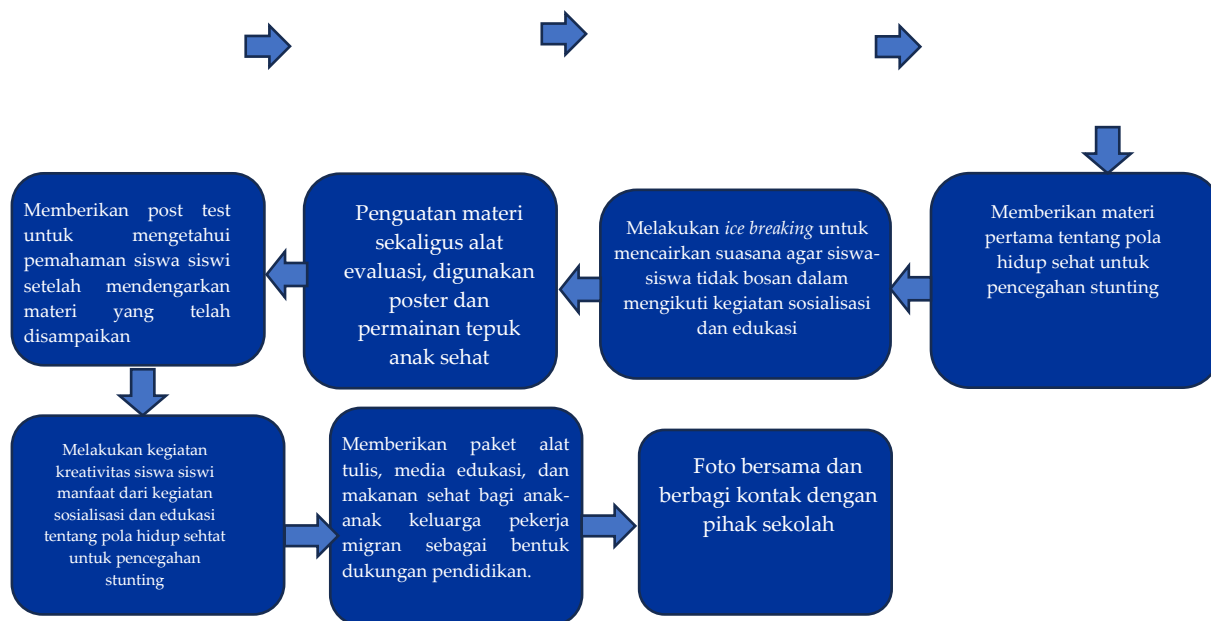 Memberikan materi
pertama tentang pola
hidup sehat untuk
pencegahan stunting
Melakukan ice breaking untuk
mencairkan suasana agar siswa-
siswa tidak bosan dalam
mengikuti kegiatan sosialisasi
dan edukasi
Penguatan materi
sekaligus alat
evaluasi, digunakan
poster dan
permainan tepuk
anak sehat
Memberikan post test
untuk mengetahui
pemahaman siswa siswi
setelah mendengarkan
materi yang telah
disampaikan
Melakukan kegiatan
kreativitas siswa siswi
manfaat dari kegiatan
sosialisasi dan edukasi
tentang pola hidup sehtat
untuk pencegahan
stunting
Memberikan paket alat
tulis, media edukasi, dan
makanan sehat bagi anak-
anak keluarga pekerja
migran sebagai bentuk
dukungan pendidikan.
Foto bersama dan
berbagi kontak dengan
pihak sekolah